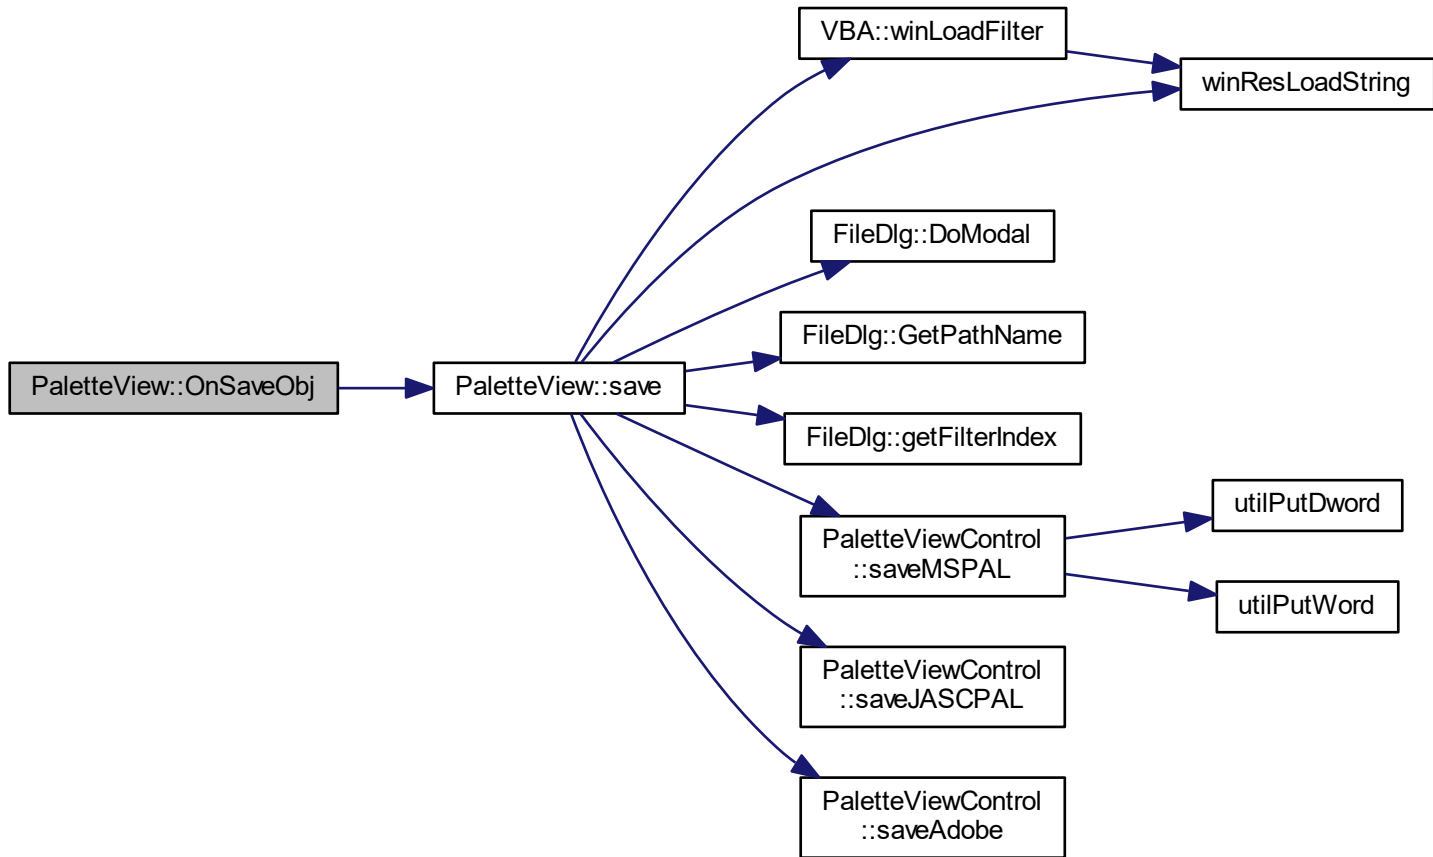 VBA::winLoadFilter
winResLoadString
FileDlg::DoModal
FileDlg::GetPathName
PaletteView::OnSaveObj
PaletteView::save
FileDlg::getFilterIndex
PaletteViewControl
::saveMSPAL
utilPutDword
utilPutWord
PaletteViewControl
::saveJASCPAL
PaletteViewControl
::saveAdobe